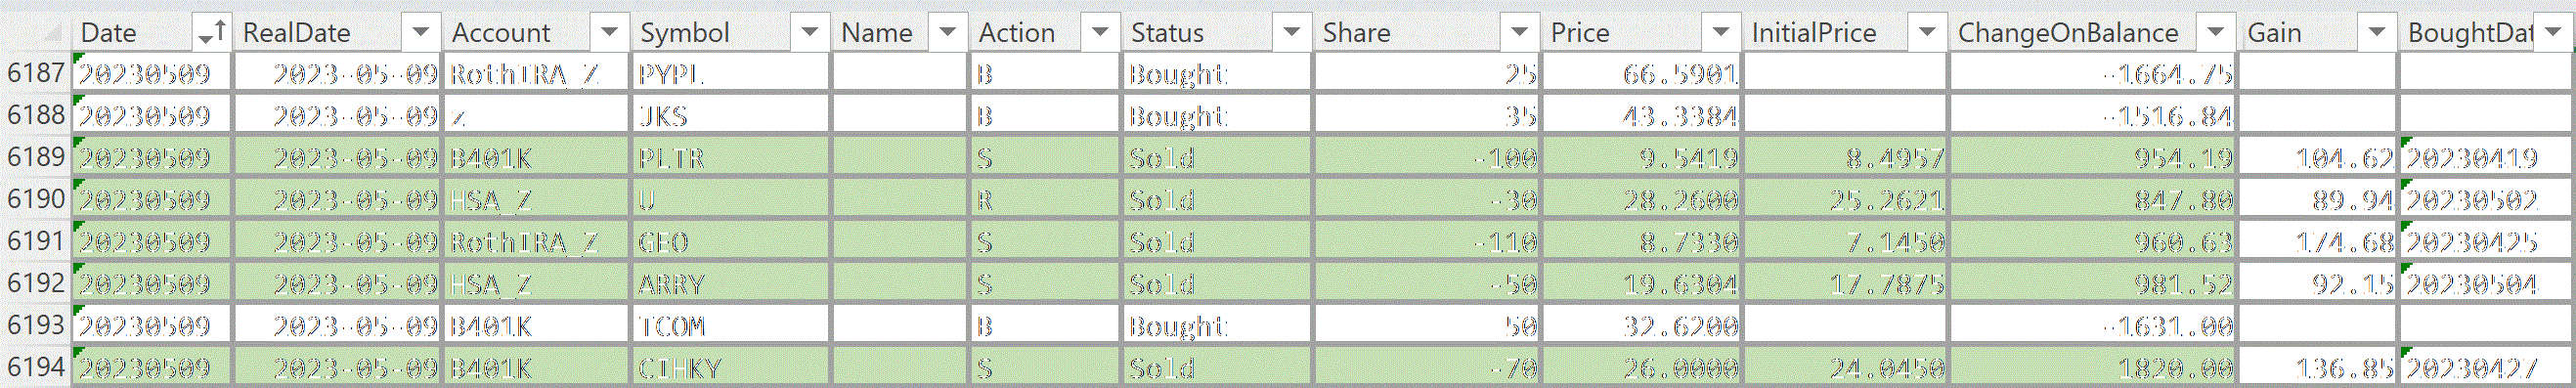 Date RealDate Account Symbol Name Action Status Share Price InitialPrice ChangeOnBalance Gain BoughtDat
6187 20230509 2023-05-09 RothIRA_Z PYPL B Bought 25 66.5901 -1664.75
6188 20230509 2023-05-09 z JKS B Bought 35 43.3384 -1516.84
6189 20230509 2023-05-09 B401K PLTR S Sold -100 9.5419 8.4957 954.19 104.62 20230419
6190 20230509 2023-05-09 HSA_Z U R Sold -30 28.2600 25.2621 847.80 89.94 20230502
6191 20230509 2023-05-09 RothIRA_Z GEO S Sold -110 8.7330 7.1450 960.63 174.68 20230425
6192 20230509 2023-05-09 HSA_Z ARRY S Sold -50 19.6304 17.7875 981.52 92.15 20230504
6193 20230509 2023-05-09 B401K TCOM B Bought 50 32.6200 -1631.00
6194 20230509 2023-05-09 B401K CIHKY S Sold -70 26.0000 24.0450 1820.00 136.85 20230427